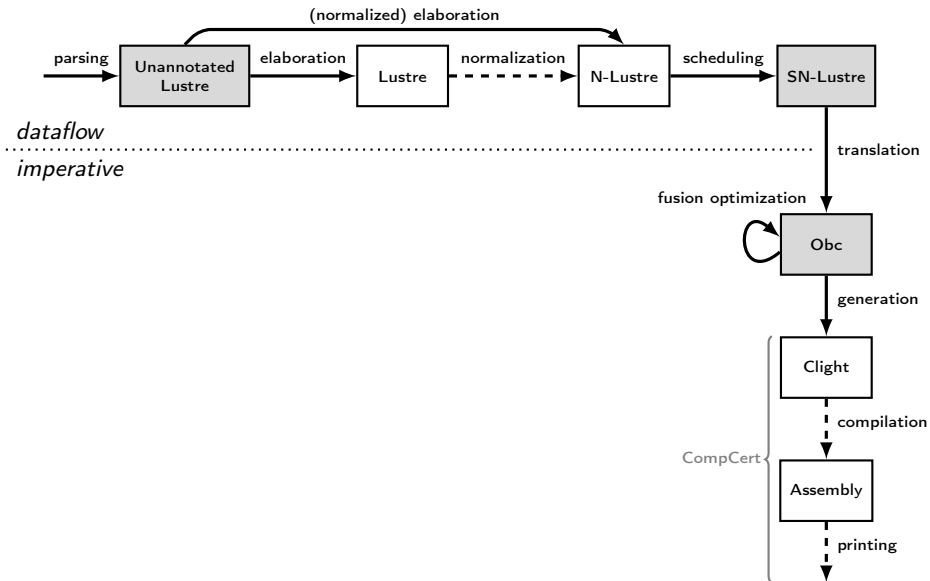 (normalized) elaboration
parsing
Unannotated
Lustre
elaboration
Lustre
normalization
N-Lustre
scheduling
SN-Lustre
dataflow
imperative
translation
fusion optimization
Obc
generation
Clight
compilation
CompCert
Assembly
printing